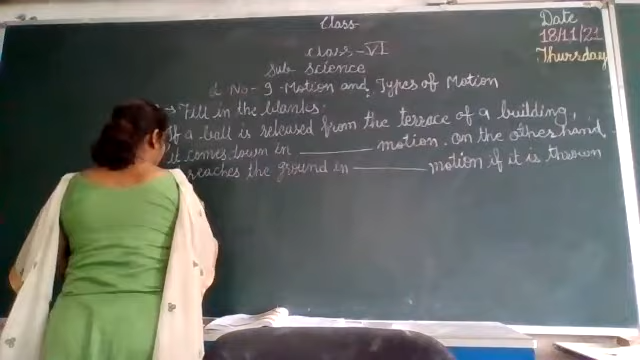 Class-
Date
18/11/21
Thursday
Class-VI
Sub- Science
L No- 9 Motion and Types of Motion
→ Fill in the blanks:
If a ball is released from the terrace of a building,
it comes down in ________ motion. On the other hand,
reaches the ground in ________ motion if it is thrown